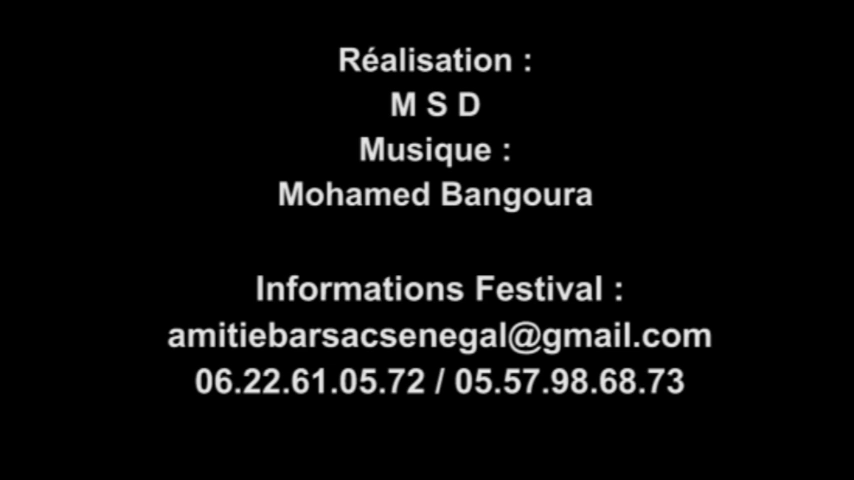 Réalisation :
M S D
Musique :
Mohamed Bangoura
Informations Festival :
amitiebarsacsenegal@gmail.com
06.22.61.05.72 / 05.57.98.68.73